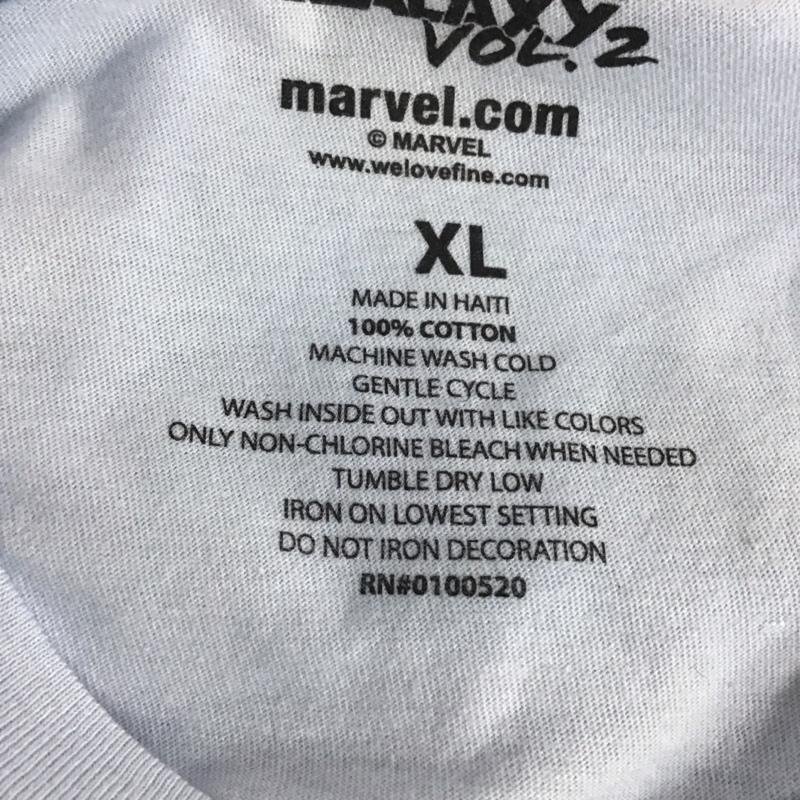 GALAXY
VOL. 2
marvel.com
© MARVEL
www.welovefine.com
XL
MADE IN HAITI
100% COTTON
MACHINE WASH COLD
GENTLE CYCLE
WASH INSIDE OUT WITH LIKE COLORS
ONLY NON-CHLORINE BLEACH WHEN NEEDED
TUMBLE DRY LOW
IRON ON LOWEST SETTING
DO NOT IRON DECORATION
RN#0100520